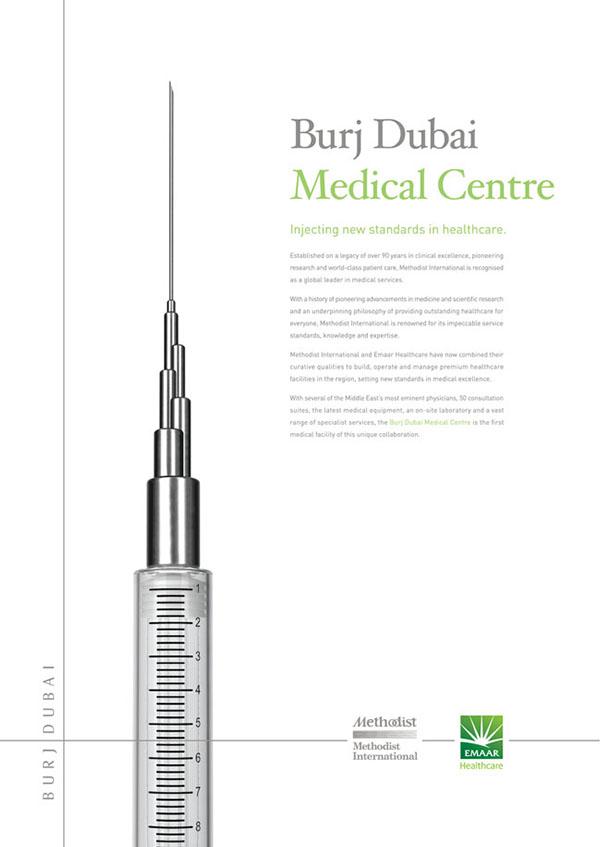 Burj Dubai
Medical Centre
Injecting new standards in healthcare.
Established on a legacy of over 90 years in clinical excellence, pioneering
research and world-class patient care, Methodist International is recognised
as a global leader in medical services.
With a history of pioneering advancements in medicine and scientific research
and an underpinning philosophy of providing outstanding healthcare for
everyone, Methodist International is renowned for its impeccable service
standards, knowledge and expertise.
Methodist International and Emaar Healthcare have now combined their
curative qualities to build, operate and manage premium healthcare
facilities in the region, setting new standards in medical excellence.
With several of the Middle East's most eminent physicians, 50 consultation
suites, the latest medical equipment, an on-site laboratory and a vast
range of specialist services, the Burj Dubai Medical Centre is the first
medical facility of this unique collaboration.
1
2
3
4
5
6
7
8
BURJ DUBAI
Methodist
Methodist
International
EMAAR
Healthcare